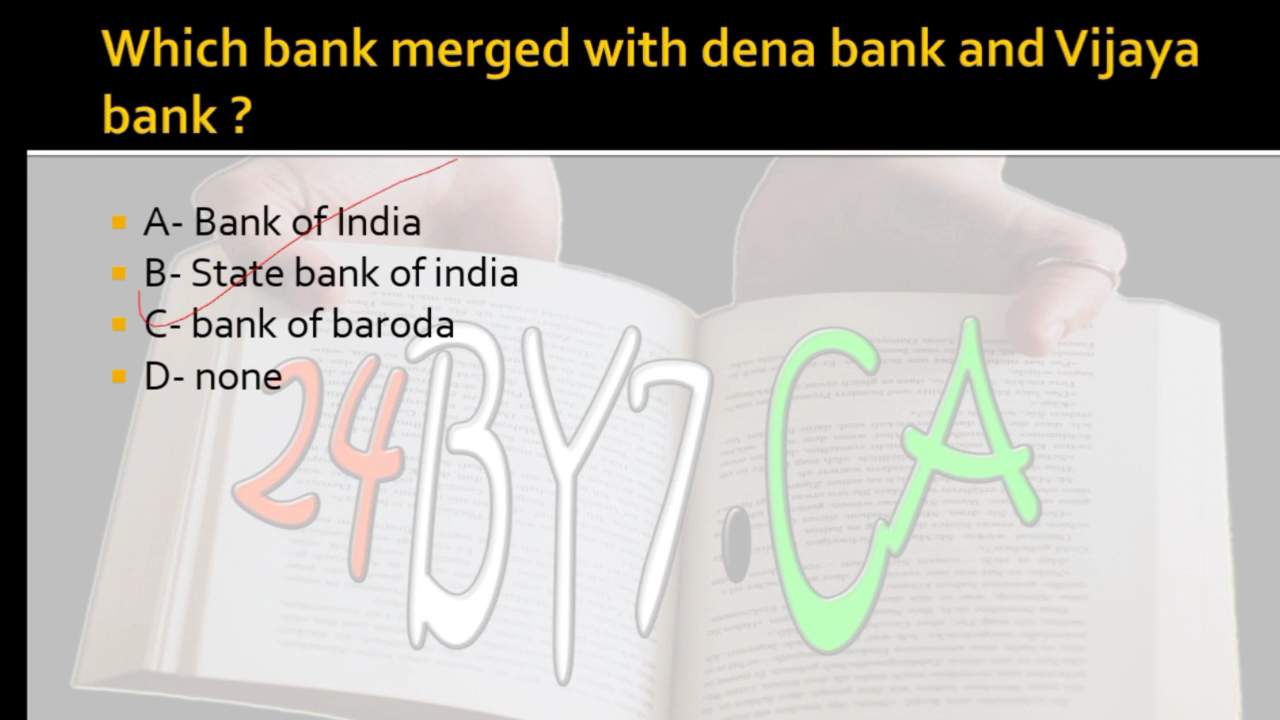 Which bank merged with dena bank and Vijaya
bank ?
A- Bank of India
B- State bank of india
C- bank of baroda
D- none
24BY7.CA